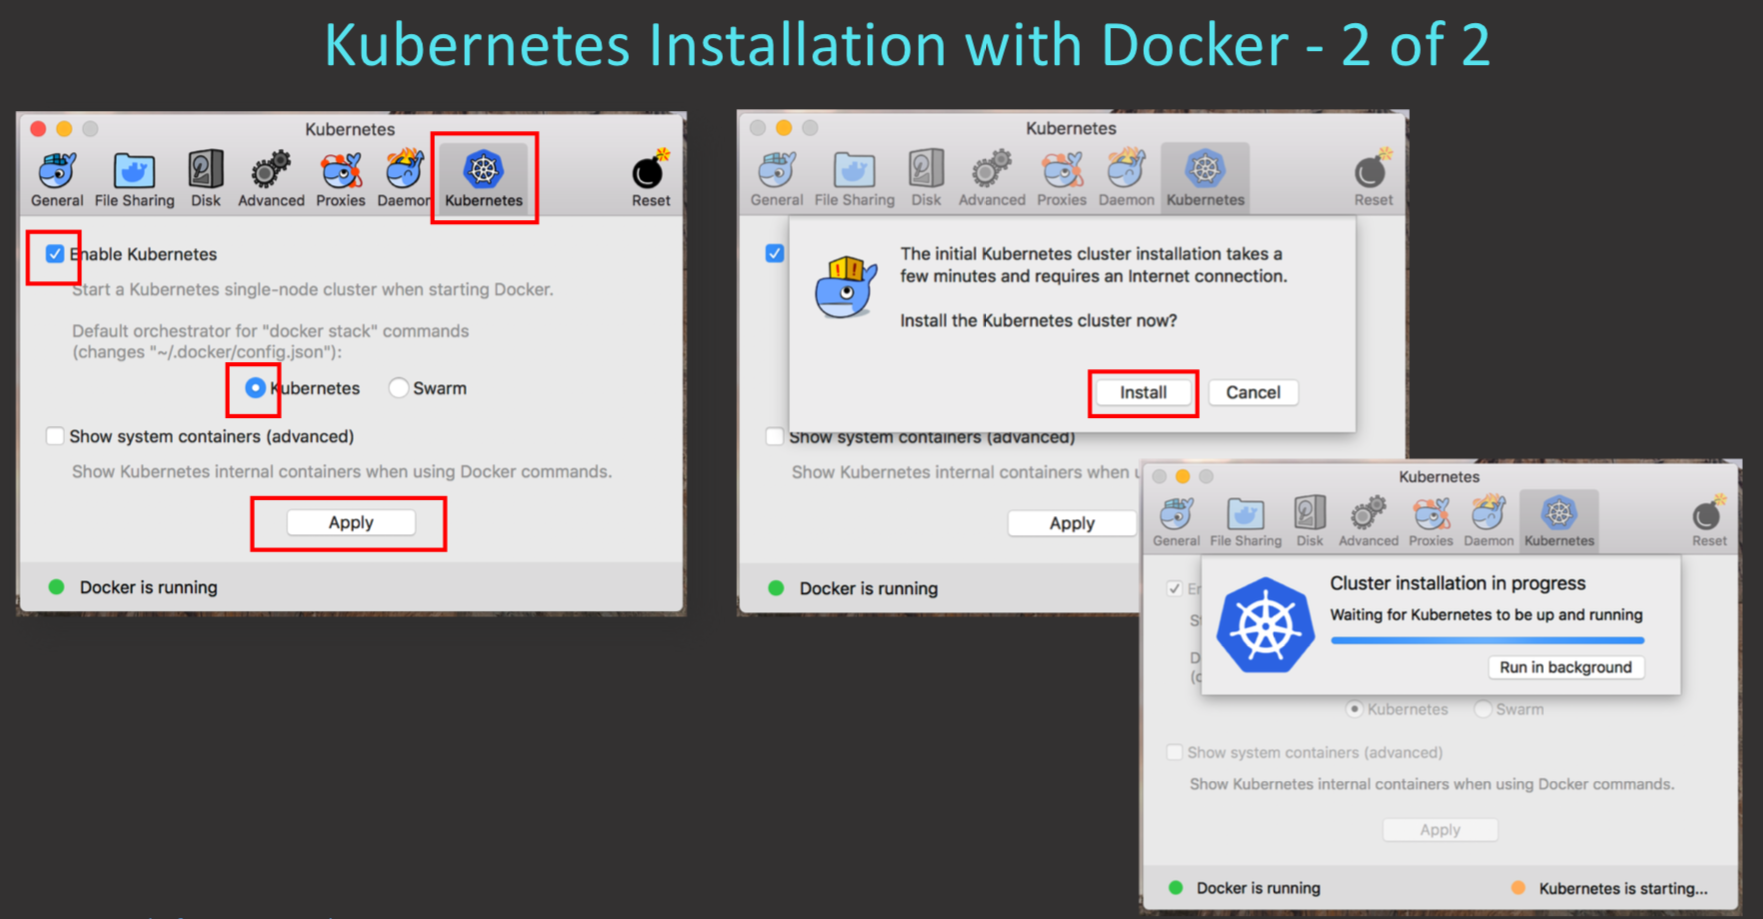 Kubernetes Installation with Docker - 2 of 2
Kubernetes
General File Sharing Disk Advanced Proxies Daemon Kubernetes Reset
Enable Kubernetes
Start a Kubernetes single-node cluster when starting Docker.
Default orchestrator for "docker stack" commands
(changes "~/.docker/config.json"):
Kubernetes Swarm
Show system containers (advanced)
Show Kubernetes internal containers when using Docker commands.
Apply
Docker is running
Kubernetes
General File Sharing Disk Advanced Proxies Daemon Kubernetes Reset
The initial Kubernetes cluster installation takes a
few minutes and requires an Internet connection.
Install the Kubernetes cluster now?
Install Cancel
Show system containers (advanced)
Show Kubernetes internal containers when
Apply
Docker is running
Kubernetes
General File Sharing Disk Advanced Proxies Daemon Kubernetes Reset
Cluster installation in progress
Waiting for Kubernetes to be up and running
Run in background
Kubernetes Swarm
Show system containers (advanced)
Show Kubernetes internal containers when using Docker commands.
Apply
Docker is running Kubernetes is starting...